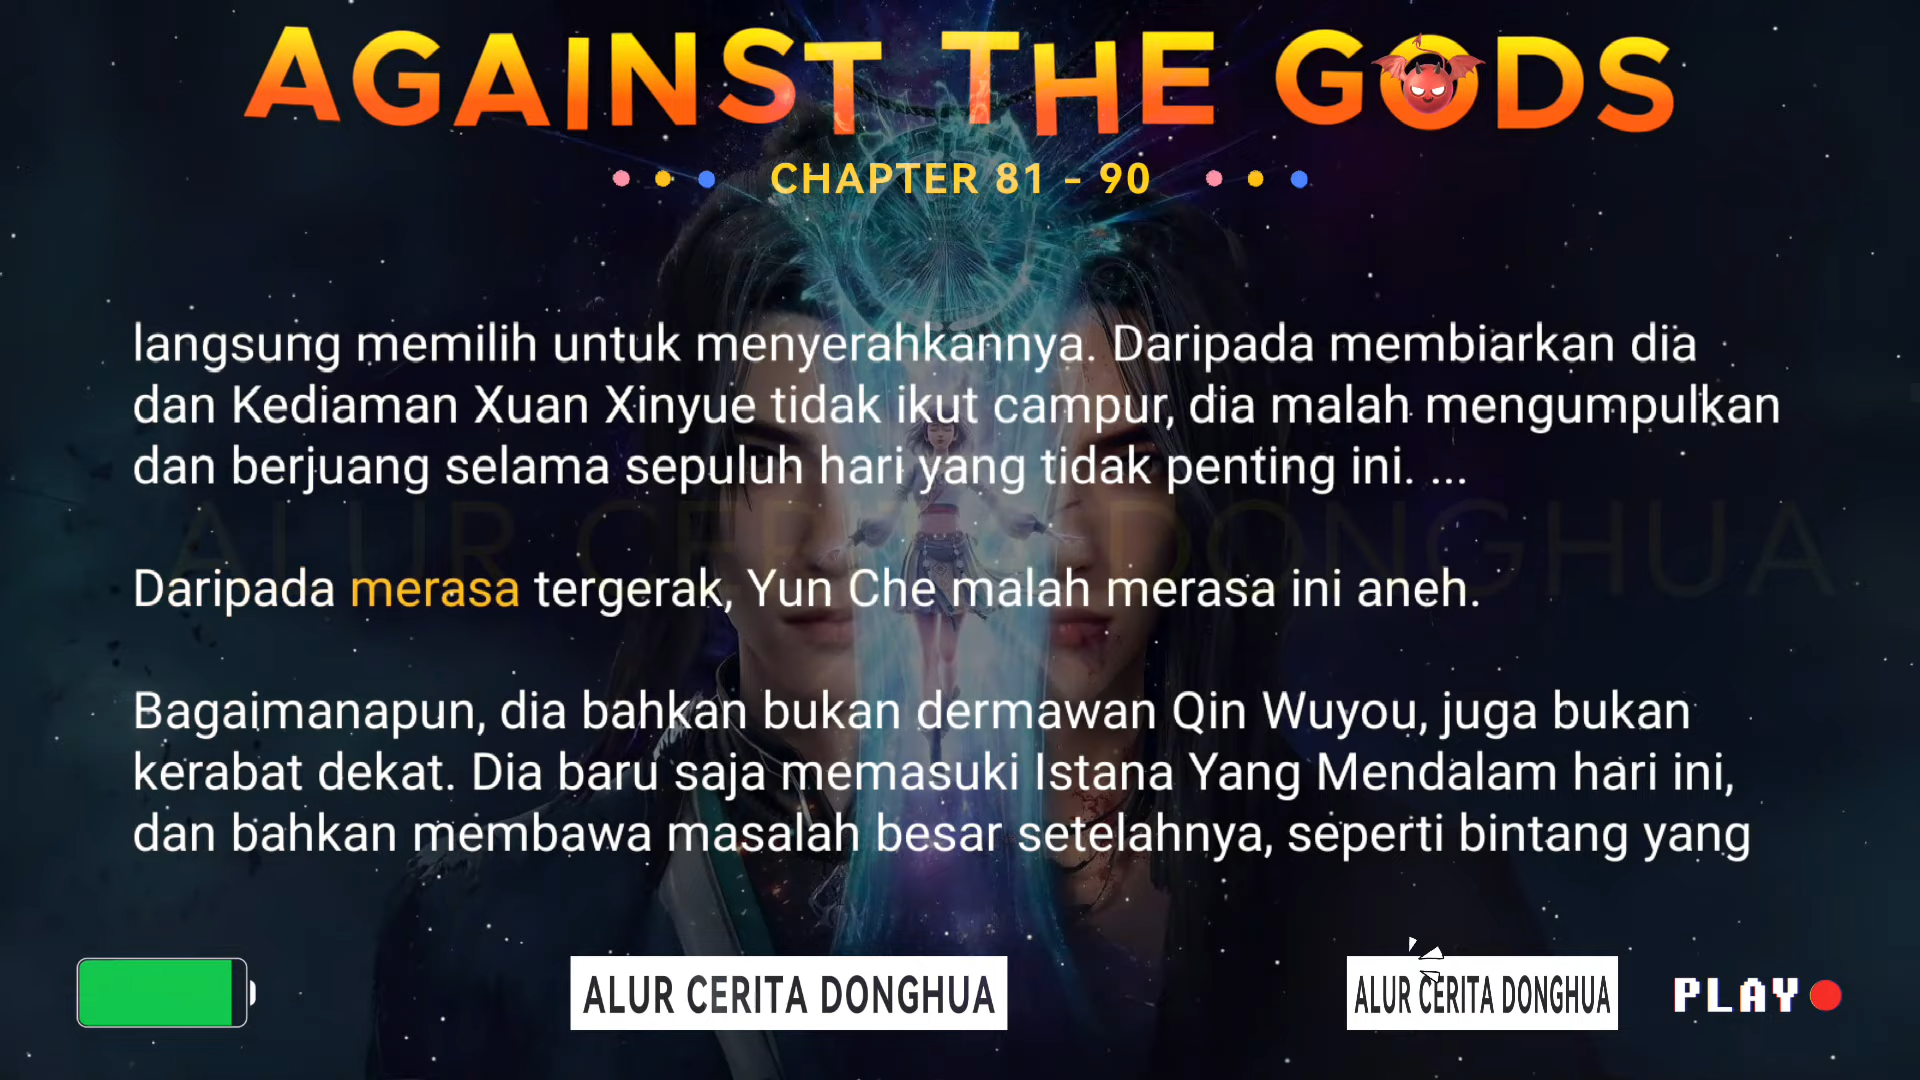 AGAINST THE GODS
CHAPTER 81 - 90
langsung memilih untuk menyerahkannya. Daripada membiarkan dia
dan Kediaman Xuan Xinyue tidak ikut campur, dia malah mengumpulkan
dan berjuang selama sepuluh hari yang tidak penting ini. ...
ALUR CERITA DONGHUA
Daripada merasa tergerak, Yun Che malah merasa ini aneh.
Bagaimanapun, dia bahkan bukan dermawan Qin Wuyou, juga bukan
kerabat dekat. Dia baru saja memasuki Istana Yang Mendalam hari ini,
dan bahkan membawa masalah besar setelahnya, seperti bintang yang
ALUR CERITA DONGHUA
ALUR CERITA DONGHUA
PLAY